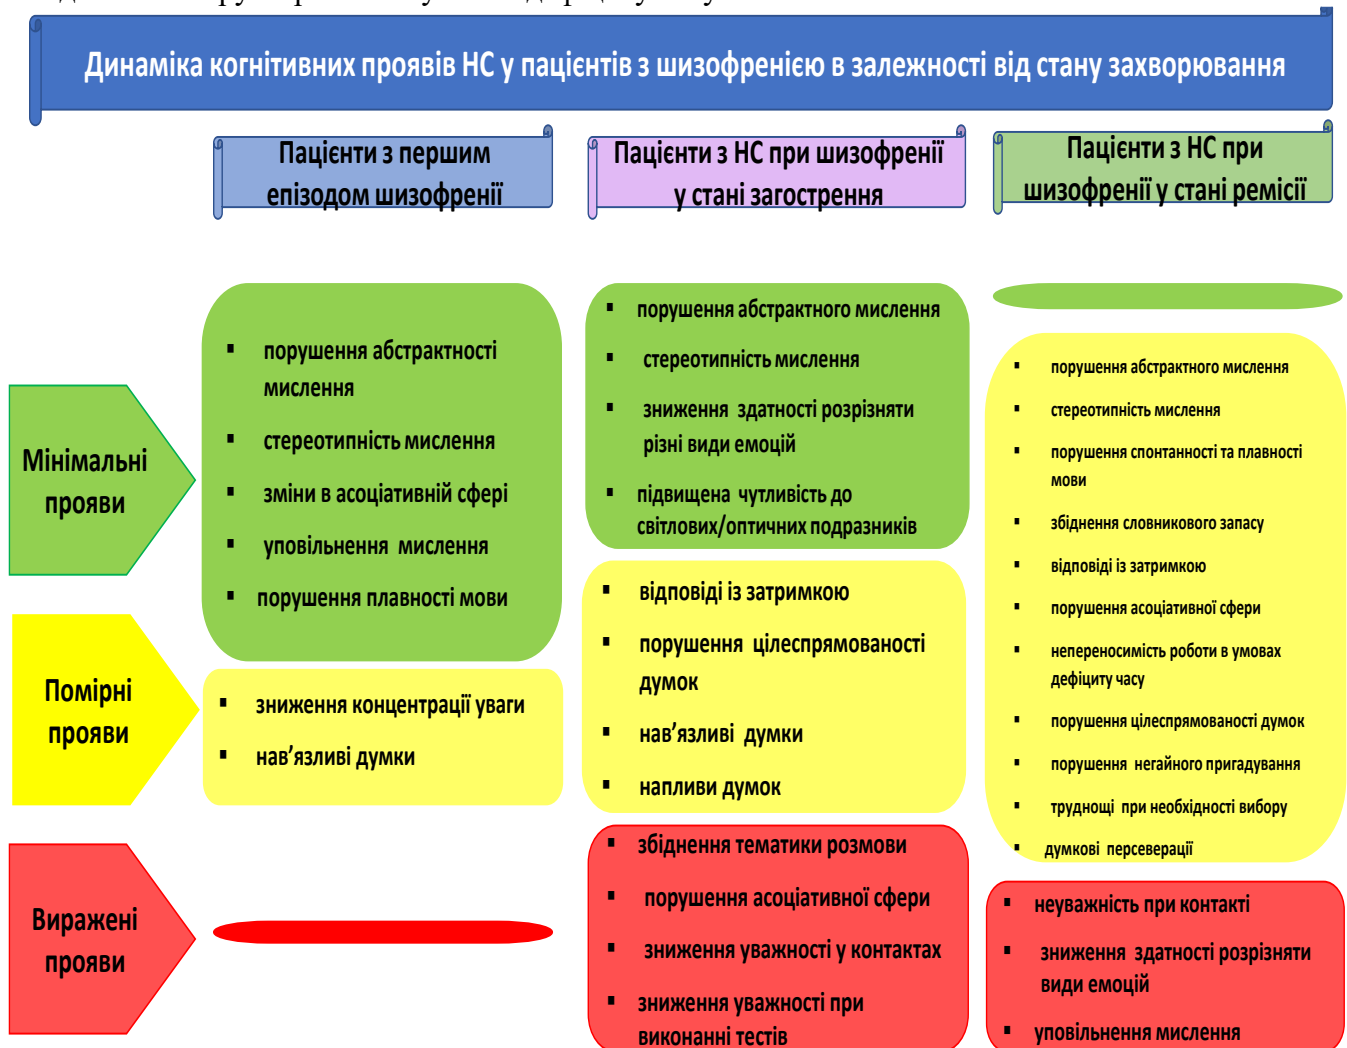 Динаміка когнітивних проявів НС у пацієнтів з шизофренією в залежності від стану захворювання
Пацієнти з першим
епізодом шизофренії
Пацієнти з НС при шизофренії
у стані загострення
Пацієнти з НС при
шизофренії у стані ремісії
Мінімальні
прояви
▪ порушення абстрактності
мислення
▪ стереотипність мислення
▪ зміни в асоціативній сфері
▪ уповільнення мислення
▪ порушення плавності мови
▪ порушення абстрактного мислення
▪ стереотипність мислення
▪ зниження здатності розрізняти
різні види емоцій
▪ підвищена чутливість до
світлових/оптичних подразників
▪ порушення абстрактного мислення
▪ стереотипність мислення
▪ порушення спонтанності та плавності
мови
▪ збіднення словникового запасу
▪ відповіді із затримкою
▪ порушення асоціативної сфери
▪ непереносимість роботи в умовах
дефіциту часу
▪ порушення цілеспрямованості думок
▪ порушення негайного пригадування
▪ труднощі при необхідності вибору
▪ думкові персеверації
Помірні
прояви
▪ зниження концентрації уваги
▪ нав’язливі думки
▪ відповіді із затримкою
▪ порушення цілеспрямованості
думок
▪ нав’язливі думки
▪ напливи думок
Виражені
прояви
▪ збіднення тематики розмови
▪ порушення асоціативної сфери
▪ зниження уважності у контактах
▪ зниження уважності при
виконанні тестів
▪ неуважність при контакті
▪ зниження здатності розрізняти
види емоцій
▪ уповільнення мислення